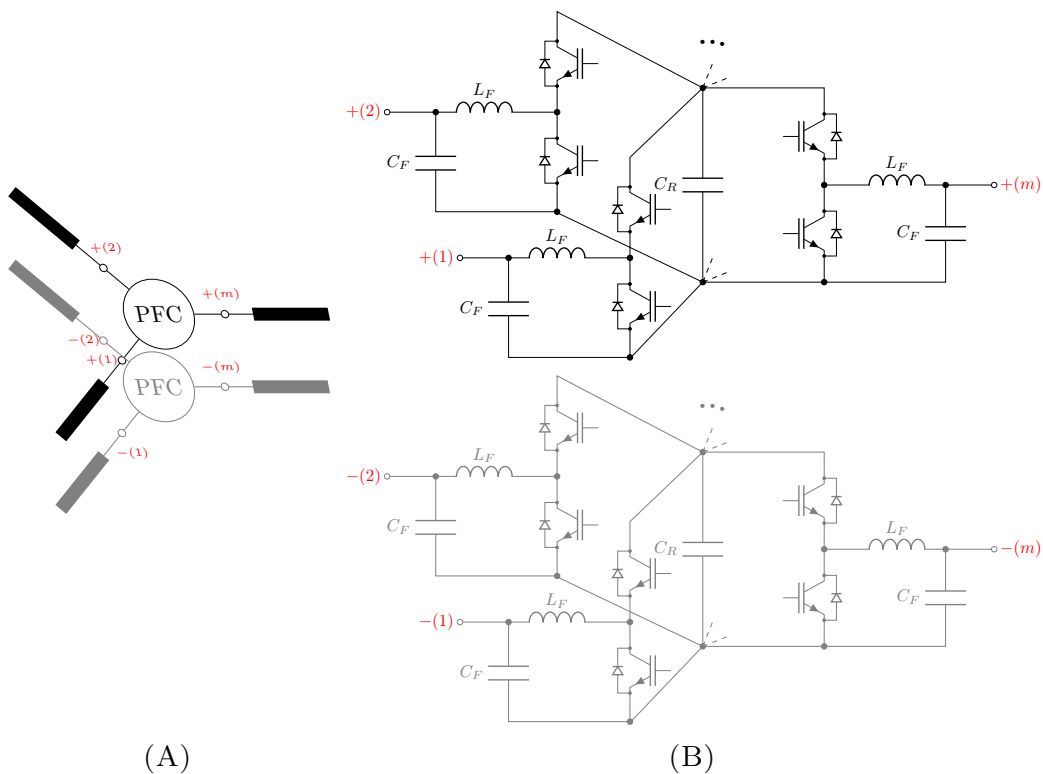 +(2)
+(m)
PFC
−(2)
+(1)
−(m)
PFC
−(1)
(A)
+(2)
L_F
C_F
C_R
L_F
+(m)
C_F
+(1)
L_F
C_F
−(2)
L_F
C_F
C_R
L_F
−(m)
C_F
−(1)
L_F
C_F
(B)